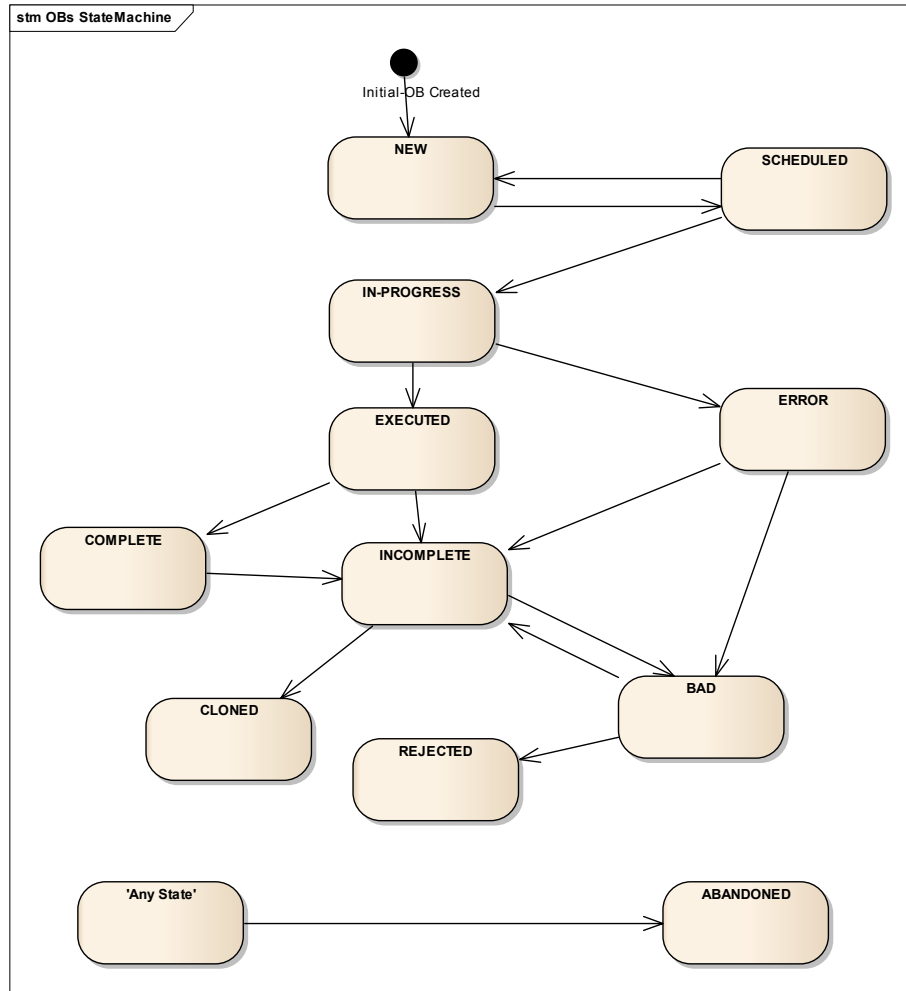 stm OBs StateMachine
Initial-OB Created
NEW
SCHEDULED
IN-PROGRESS
ERROR
EXECUTED
COMPLETE
INCOMPLETE
BAD
CLONED
REJECTED
'Any State'
ABANDONED